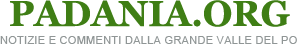 PADANIA.ORG
NOTIZIE E COMMENTI DALLA GRANDE VALLE DEL PO